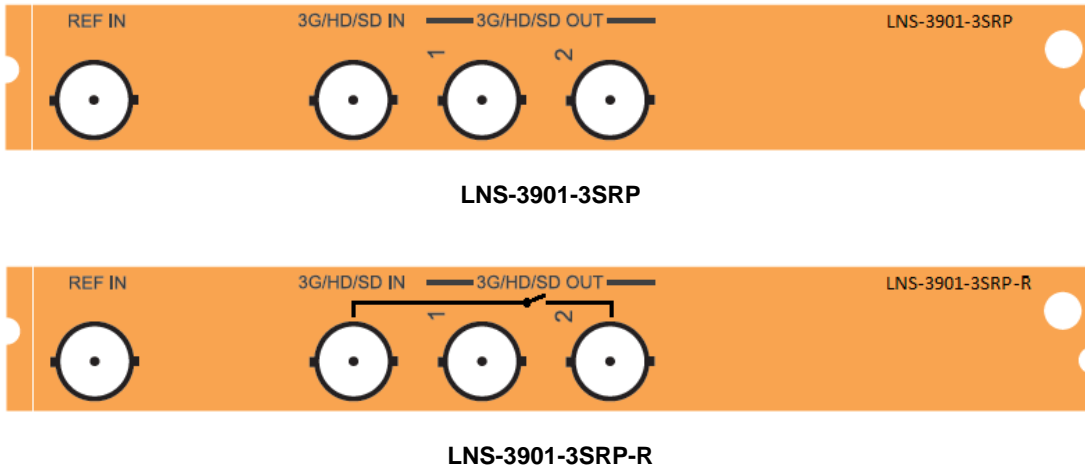 REF IN 3G/HD/SD IN 3G/HD/SD OUT LNS-3901-3SRP
1 2
LNS-3901-3SRP
REF IN 3G/HD/SD IN 3G/HD/SD OUT LNS-3901-3SRP-R
1 2
LNS-3901-3SRP-R